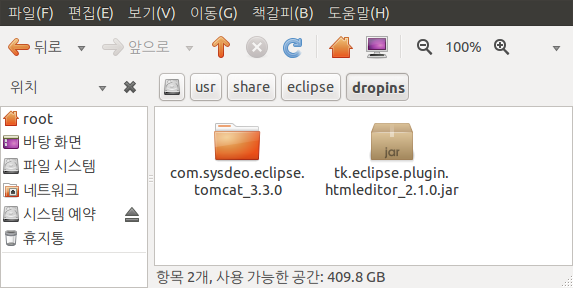 파일(F) 편집(E) 보기(V) 이동(G) 책갈피(B) 도움말(H)
뒤로 앞으로 100%
위치 usr share eclipse dropins
root
바탕 화면
파일 시스템
네트워크
시스템 예약
휴지통
com.sysdeo.eclipse.
tomcat_3.3.0
jar
tk.eclipse.plugin.
htmleditor_2.1.0.jar
항목 2개, 사용 가능한 공간: 409.8 GB